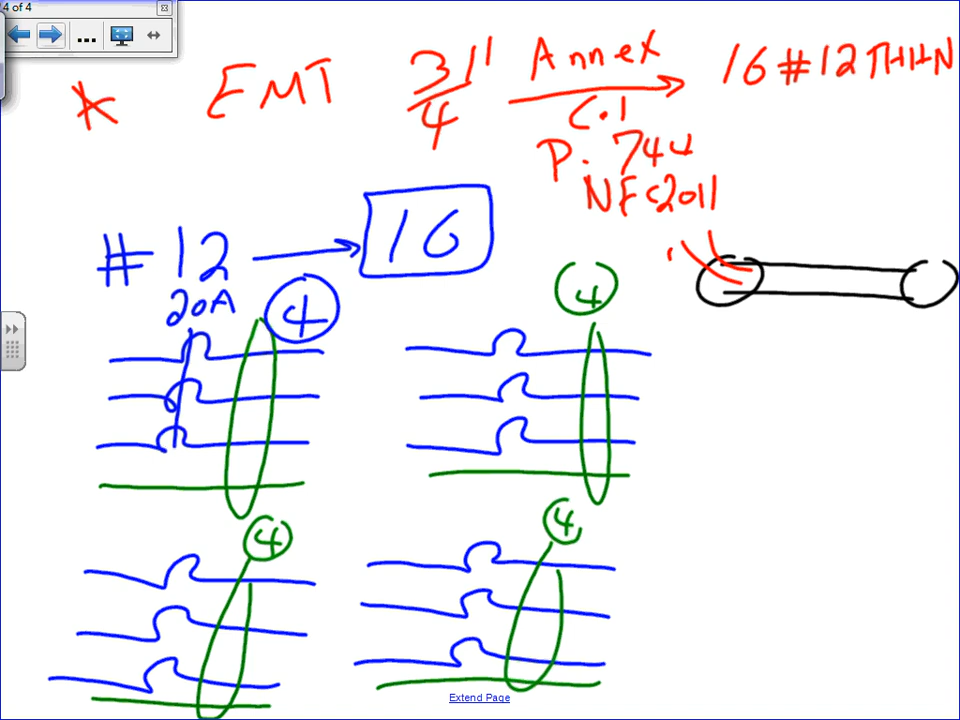 4 of 4
* EMT 3/4" Annex C.1 16 #12 THHN
P. 744
NEC2011
#12 → 16
20A
4
4
4
4
Extend Page